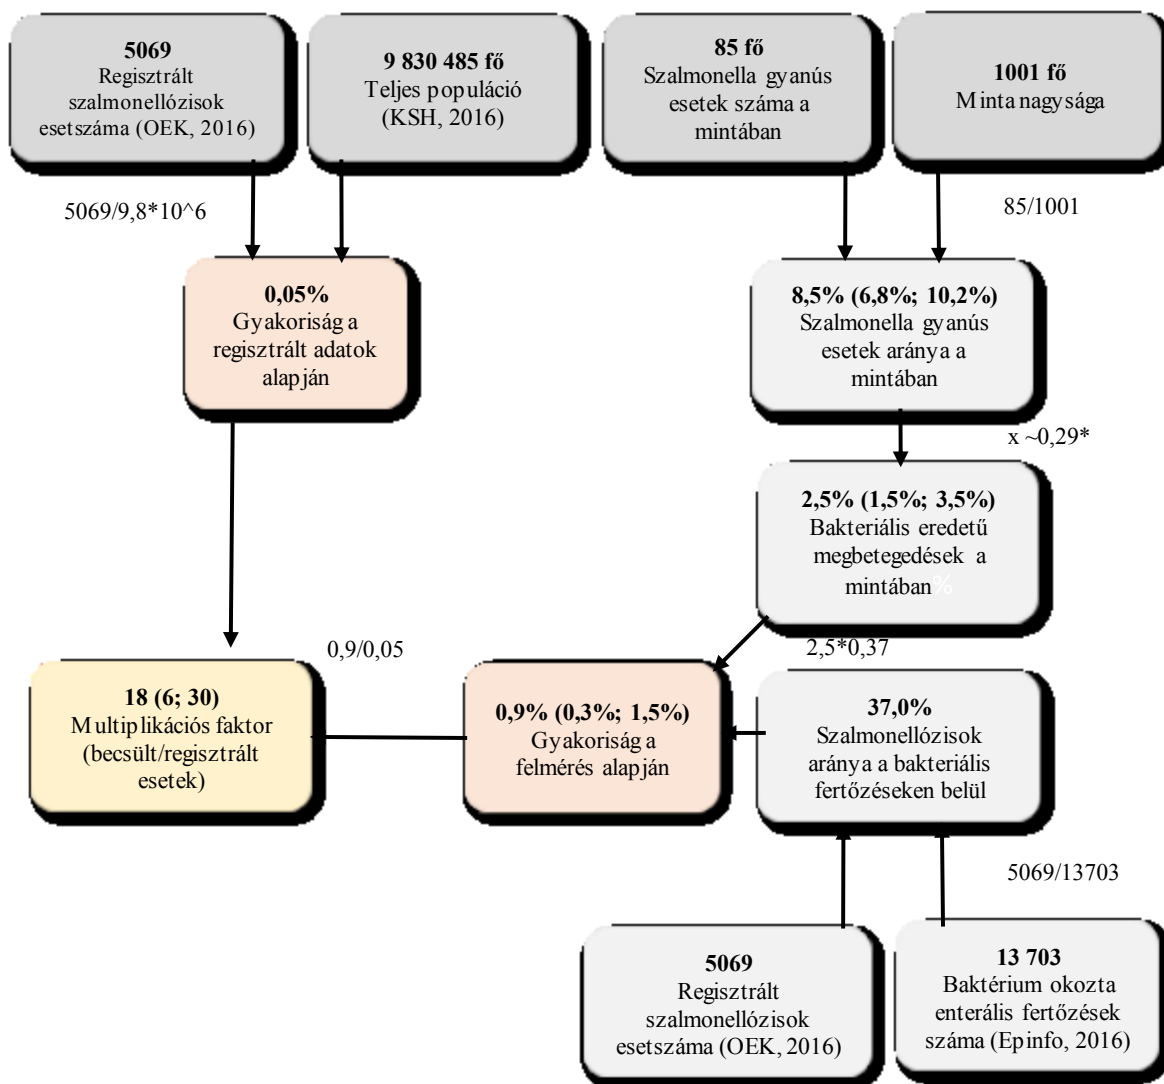 5069
Regisztrált
szalmonellózisok
esetszáma (OEK, 2016)
9 830 485 fő
Teljes populáció
(KSH, 2016)
85 fő
Szalmonella gyanús
esetek száma a
mintában
1001 fő
Minta nagysága
5069/9,8*10^6
85/1001
0,05%
Gyakoriság a
regisztrált adatok
alapján
8,5% (6,8%; 10,2%)
Szalmonella gyanús
esetek aránya a
mintában
x ~0,29*
2,5% (1,5%; 3,5%)
Bakteriális eredetű
megbetegedések a
mintában%
0,9/0,05
2,5*0,37
18 (6; 30)
Multiplikációs faktor
(becsült/regisztrált
esetek)
0,9% (0,3%; 1,5%)
Gyakoriság a
felmérés alapján
37,0%
Szalmonellózisok
aránya a bakteriális
fertőzéseken belül
5069/13703
5069
Regisztrált
szalmonellózisok
esetszáma (OEK, 2016)
13 703
Baktérium okozta
enterális fertőzések
száma (Epinfo, 2016)